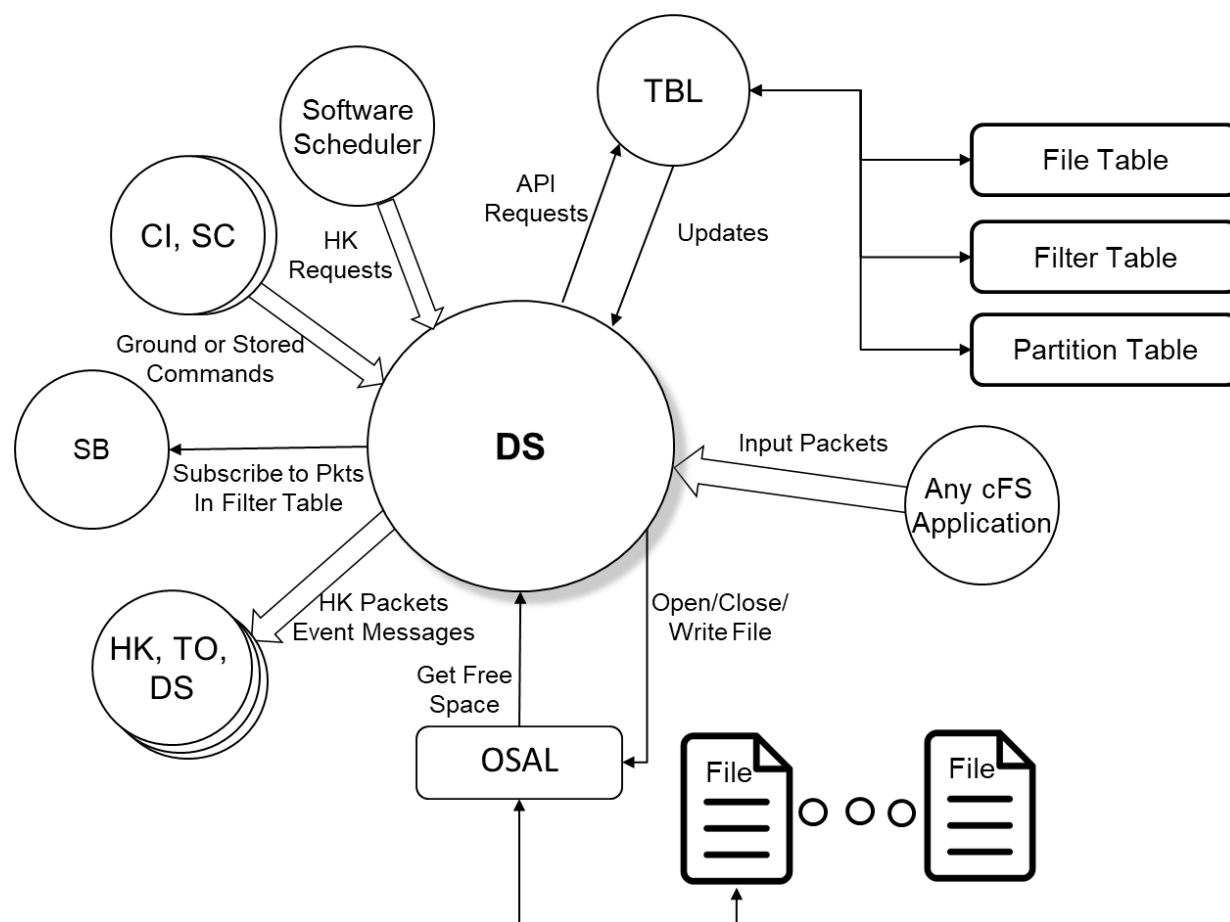 TBL
Software
Scheduler
File Table
API
Requests
CI, SC
HK
Requests
Updates
Filter Table
Partition Table
Ground or Stored
Commands
SB
DS
Input Packets
Subscribe to Pkts
In Filter Table
Any cFS
Application
HK Packets
Event Messages
Open/Close/
Write File
HK, TO,
DS
Get Free
Space
OSAL
File
File